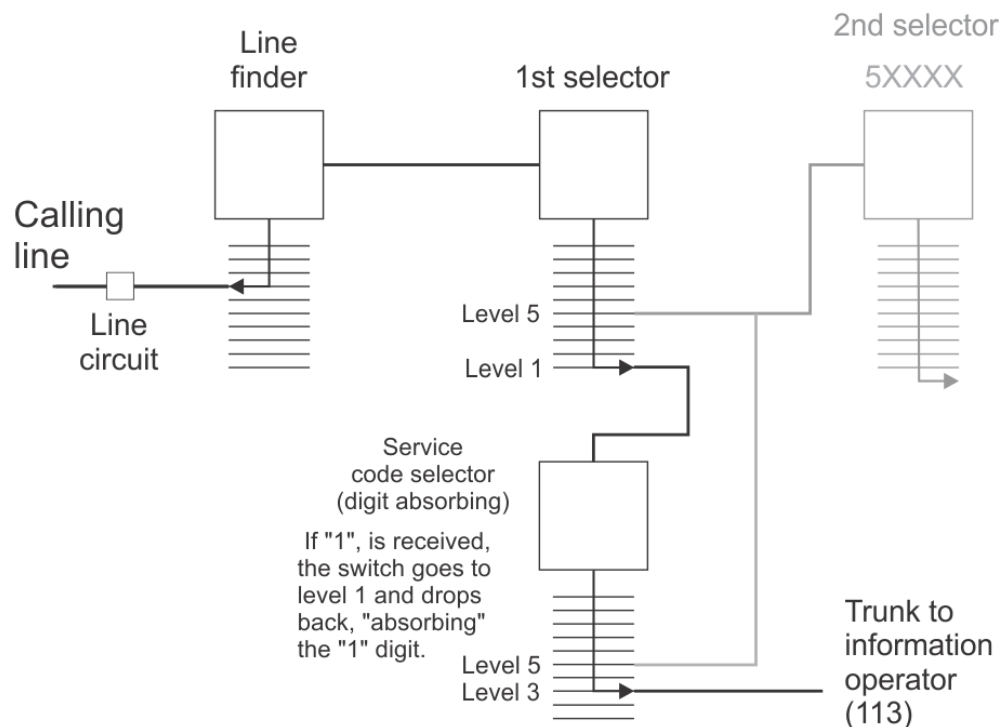 Line
finder
1st selector
2nd selector
5XXXX
Calling
line
Line
circuit
Level 5
Level 1
Service
code selector
(digit absorbing)
If "1", is received,
the switch goes to
level 1 and drops
back, "absorbing"
the "1" digit.
Level 5
Level 3
Trunk to
information
operator
(113)